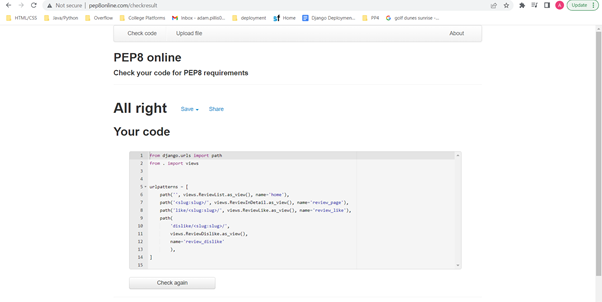 Not secure | pep8online.com/checkresult
Update
HTML/CSS Java/Python Overflow College Platforms Inbox - adam.pillx0... deployment Home Django Deploymen... PP4 golf dunes sunrise -...
Check code Upload file About
PEP8 online
Check your code for PEP8 requirements
All right Save Share
Your code
1 from django.urls import path
2 from . import views
3
4
5 urlpatterns = [
6 path('', views.ReviewList.as_view(), name='home'),
7 path('<slug:slug>/', views.ReviewInDetail.as_view(), name='review_page'),
8 path('like/<slug:slug>/', views.ReviewLike.as_view(), name='review_like'),
9 path(
10 'dislike/<slug:slug>/',
11 views.ReviewDislike.as_view(),
12 name='review_dislike'
13 ),
14 ]
15
Check again